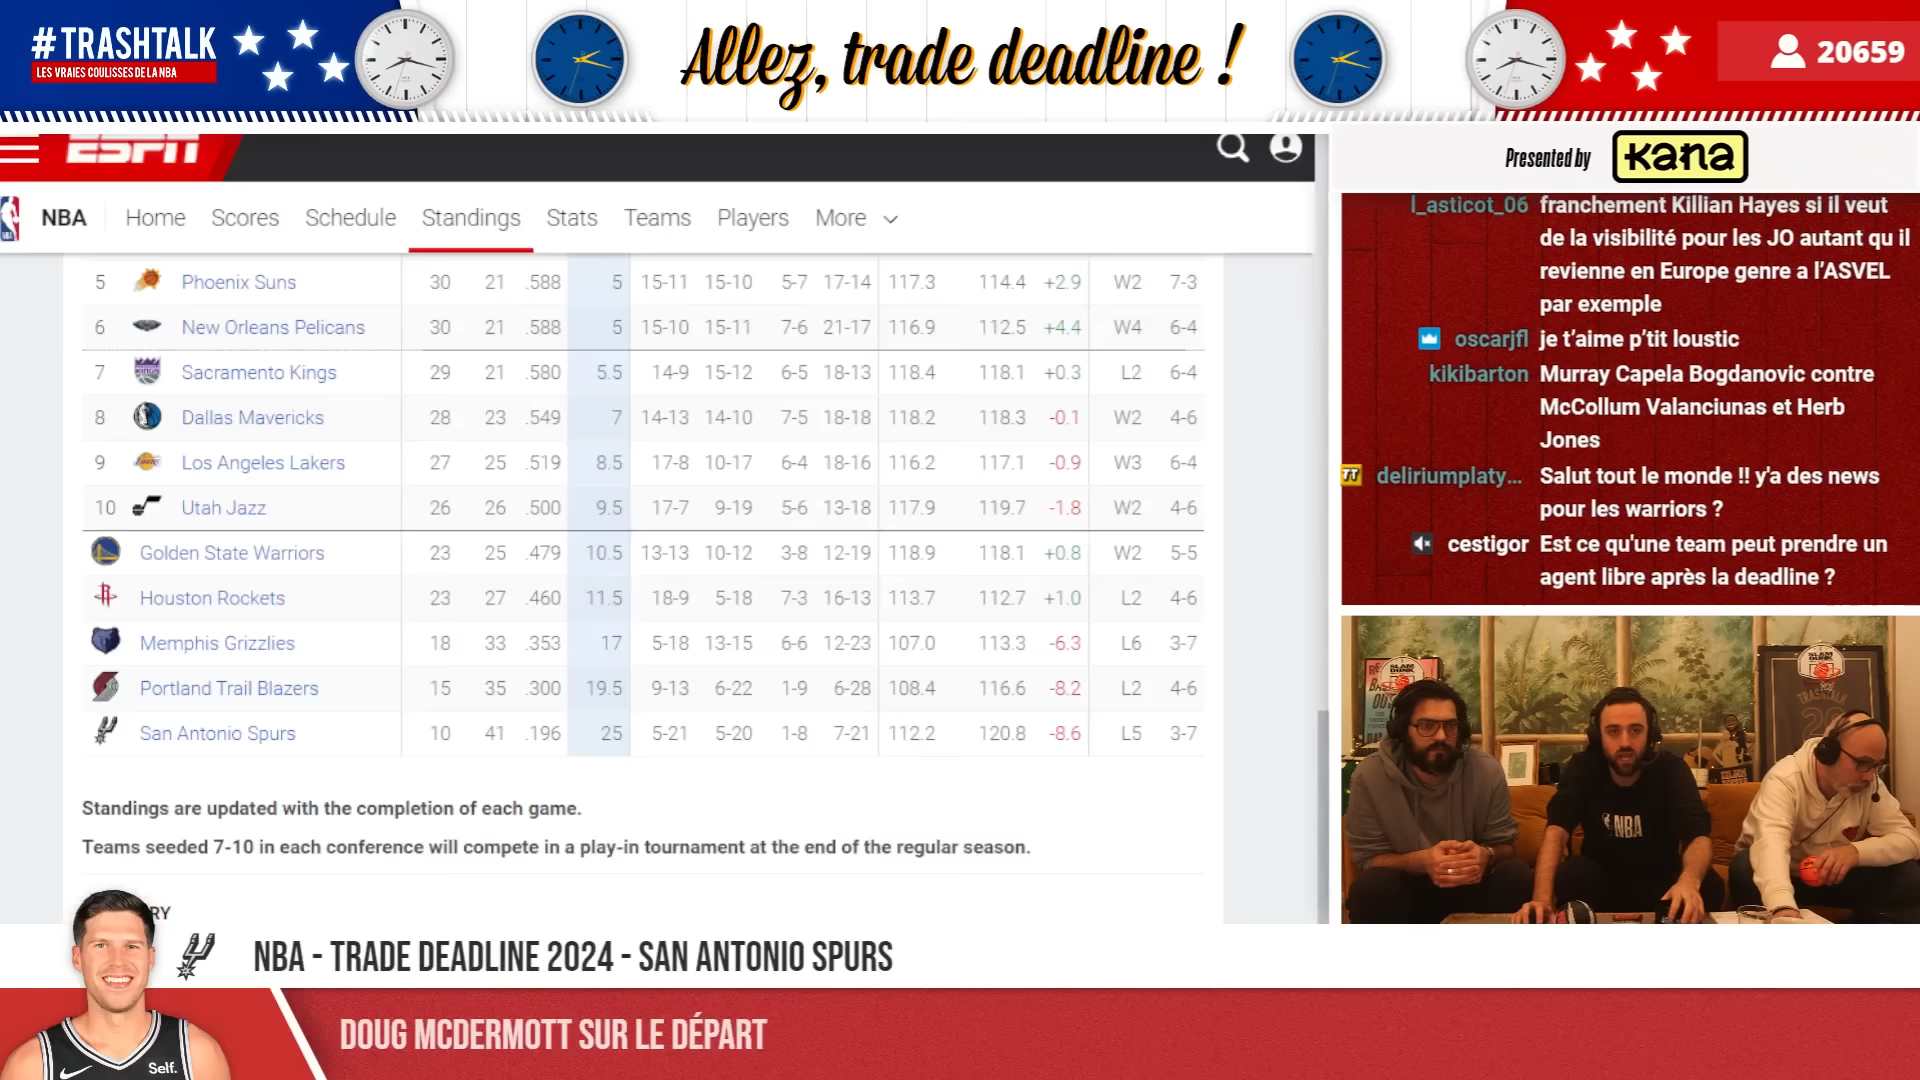 #TRASHTALK
LES VRAIES COULISSES DE LA NBA
Allez, trade deadline !
20659
ESPN
NBA Home Scores Schedule Standings Stats Teams Players More
5 Phoenix Suns 30 21 .588 5 15-11 15-10 5-7 17-14 117.3 114.4 +2.9 W2 7-3
6 New Orleans Pelicans 30 21 .588 5 15-10 15-11 7-6 21-17 116.9 112.5 +4.4 W4 6-4
7 Sacramento Kings 29 21 .580 5.5 14-9 15-12 6-5 18-13 118.4 118.1 +0.3 L2 6-4
8 Dallas Mavericks 28 23 .549 7 14-13 14-10 7-5 18-18 118.2 118.3 -0.1 W2 4-6
9 Los Angeles Lakers 27 25 .519 8.5 17-8 10-17 6-4 18-16 116.2 117.1 -0.9 W3 6-4
10 Utah Jazz 26 26 .500 9.5 17-7 9-19 5-6 13-18 117.9 119.7 -1.8 W2 4-6
Golden State Warriors 23 25 .479 10.5 13-13 10-12 3-8 12-19 118.9 118.1 +0.8 W2 5-5
Houston Rockets 23 27 .460 11.5 18-9 5-18 7-3 16-13 113.7 112.7 +1.0 L2 4-6
Memphis Grizzlies 18 33 .353 17 5-18 13-15 6-6 12-23 107.0 113.3 -6.3 L6 3-7
Portland Trail Blazers 15 35 .300 19.5 9-13 6-22 1-9 6-28 108.4 116.6 -8.2 L2 4-6
San Antonio Spurs 10 41 .196 25 5-21 5-20 1-8 7-21 112.2 120.8 -8.6 L5 3-7
Standings are updated with the completion of each game.
Teams seeded 7-10 in each conference will compete in a play-in tournament at the end of the regular season.
RY
Presented by kana
l_asticot_06 franchement Killian Hayes si il veut
de la visibilité pour les JO autant qu il
revienne en Europe genre a l'ASVEL
par exemple
oscarjfl je t'aime p'tit loustic
kikibarton Murray Capela Bogdanovic contre
McCollum Valanciunas et Herb
Jones
TT deliriumplaty... Salut tout le monde !! y'a des news
pour les warriors ?
cestigor Est ce qu'une team peut prendre un
agent libre après la deadline ?
SLAM
DUNK
SLAM
DUNK
TRASHTALK
NBA
NBA - TRADE DEADLINE 2024 - SAN ANTONIO SPURS
DOUG MCDERMOTT SUR LE DÉPART
Self.